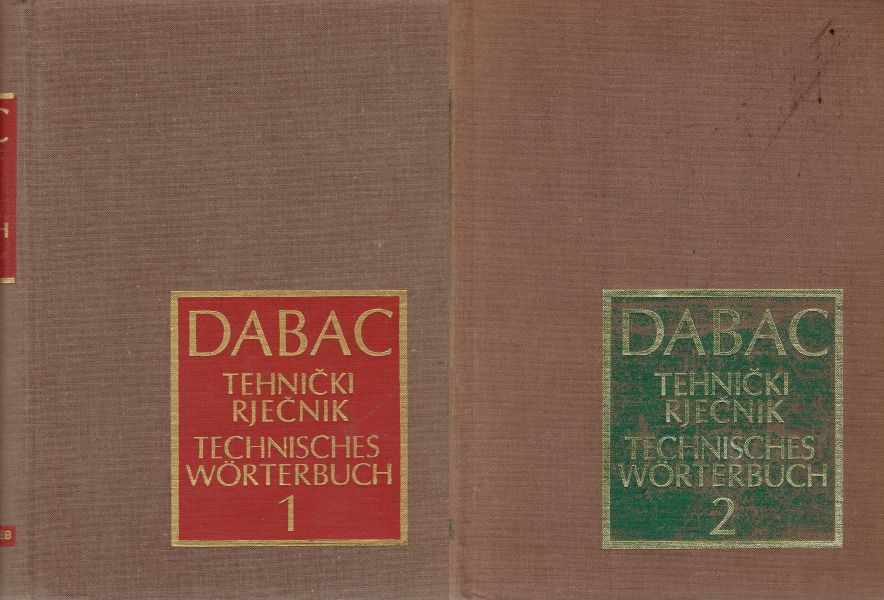 DABAC
TEHNIČKI
RJEČNIK
TECHNISCHES
WÖRTERBUCH
1
DABAC
TEHNIČKI
RJEČNIK
TECHNISCHES
WÖRTERBUCH
2